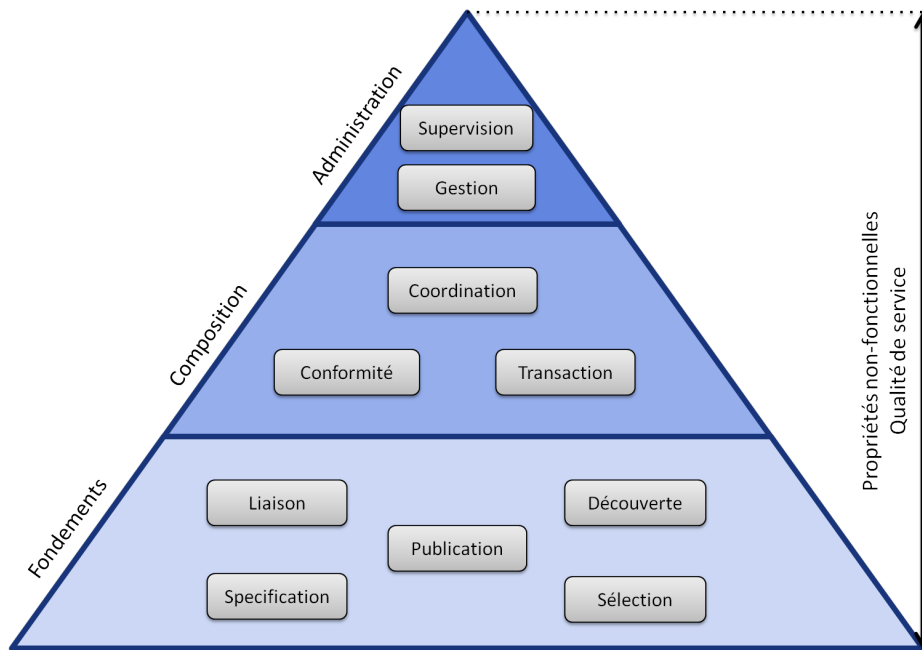 Administration
Supervision
Gestion
Composition
Coordination
Conformité
Transaction
Fondements
Liaison
Découverte
Publication
Specification
Sélection
Propriétés non-fonctionnelles
Qualité de service